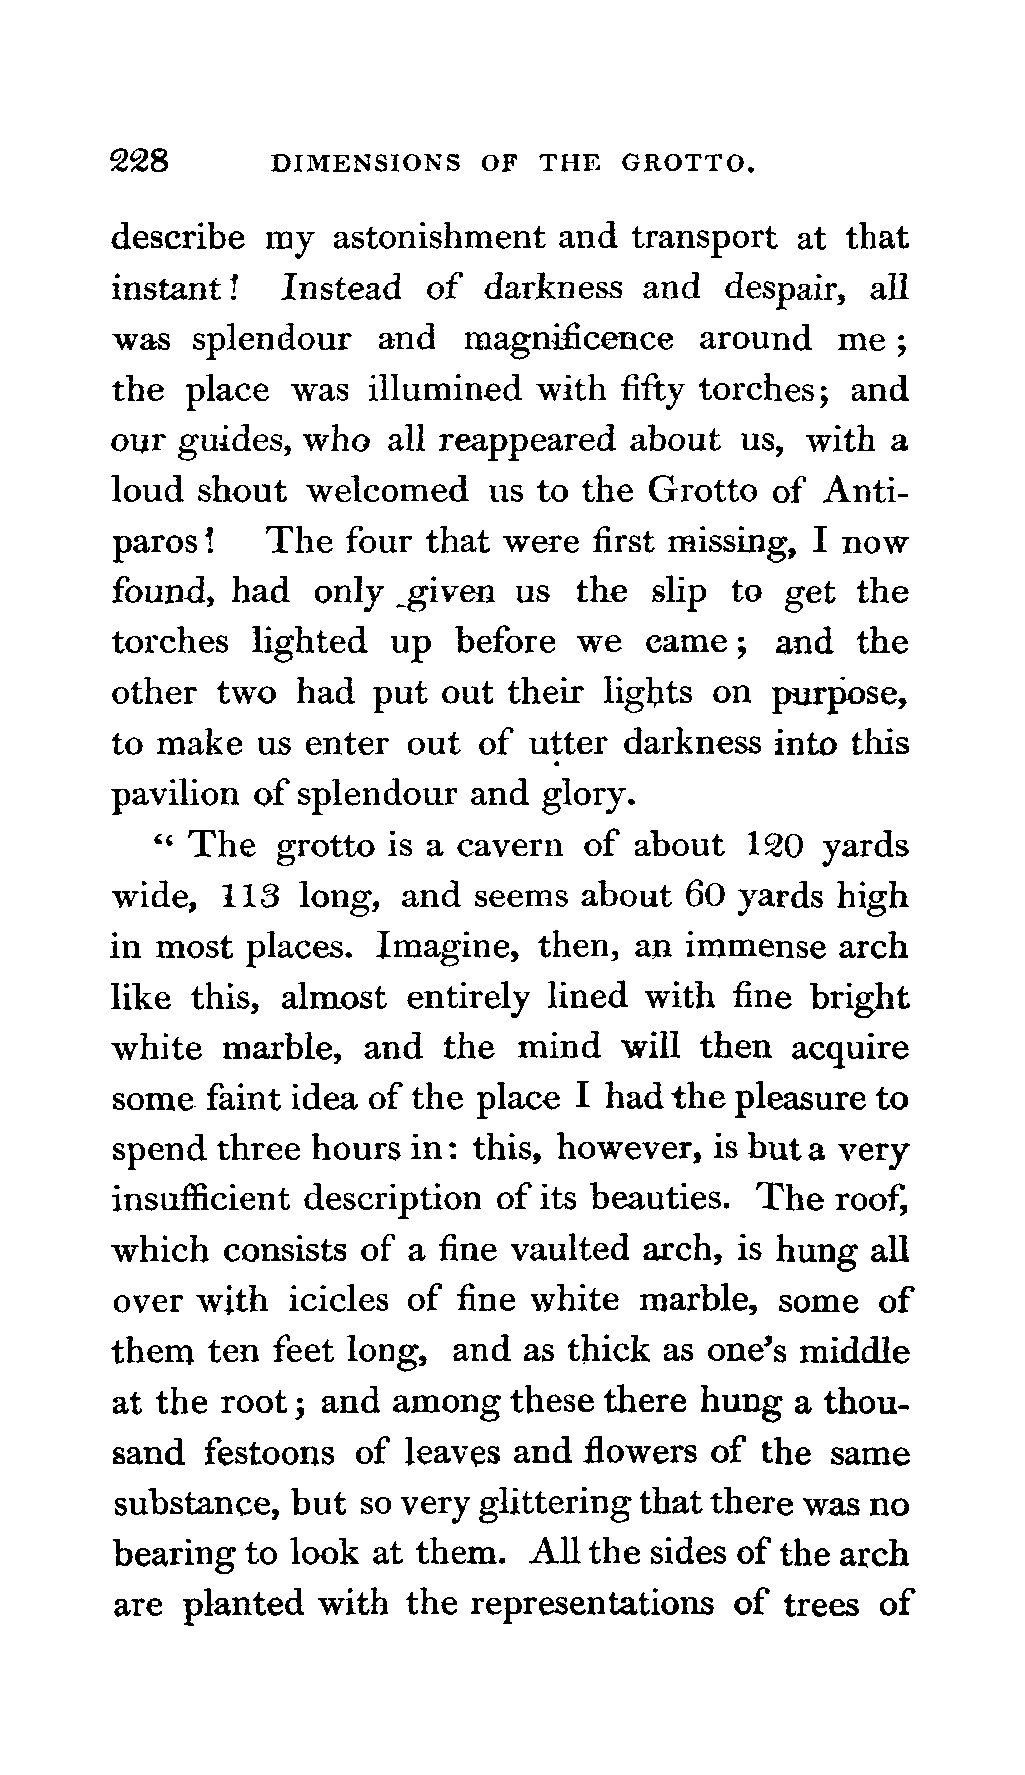 228 DIMENSIONS OF THE GROTTO.
describe my astonishment and transport at that
instant! Instead of darkness and despair, all
was splendour and magnificence around me;
the place was illumined with fifty torches; and
our guides, who all reappeared about us, with a
loud shout welcomed us to the Grotto of Anti-
paros! The four that were first missing, I now
found, had only given us the slip to get the
torches lighted up before we came; and the
other two had put out their lights on purpose,
to make us enter out of utter darkness into this
pavilion of splendour and glory.
“ The grotto is a cavern of about 120 yards
wide, 113 long, and seems about 60 yards high
in most places. Imagine, then, an immense arch
like this, almost entirely lined with fine bright
white marble, and the mind will then acquire
some faint idea of the place I had the pleasure to
spend three hours in: this, however, is but a very
insufficient description of its beauties. The roof,
which consists of a fine vaulted arch, is hung all
over with icicles of fine white marble, some of
them ten feet long, and as thick as one’s middle
at the root; and among these there hung a thou-
sand festoons of leaves and flowers of the same
substance, but so very glittering that there was no
bearing to look at them. All the sides of the arch
are planted with the representations of trees of